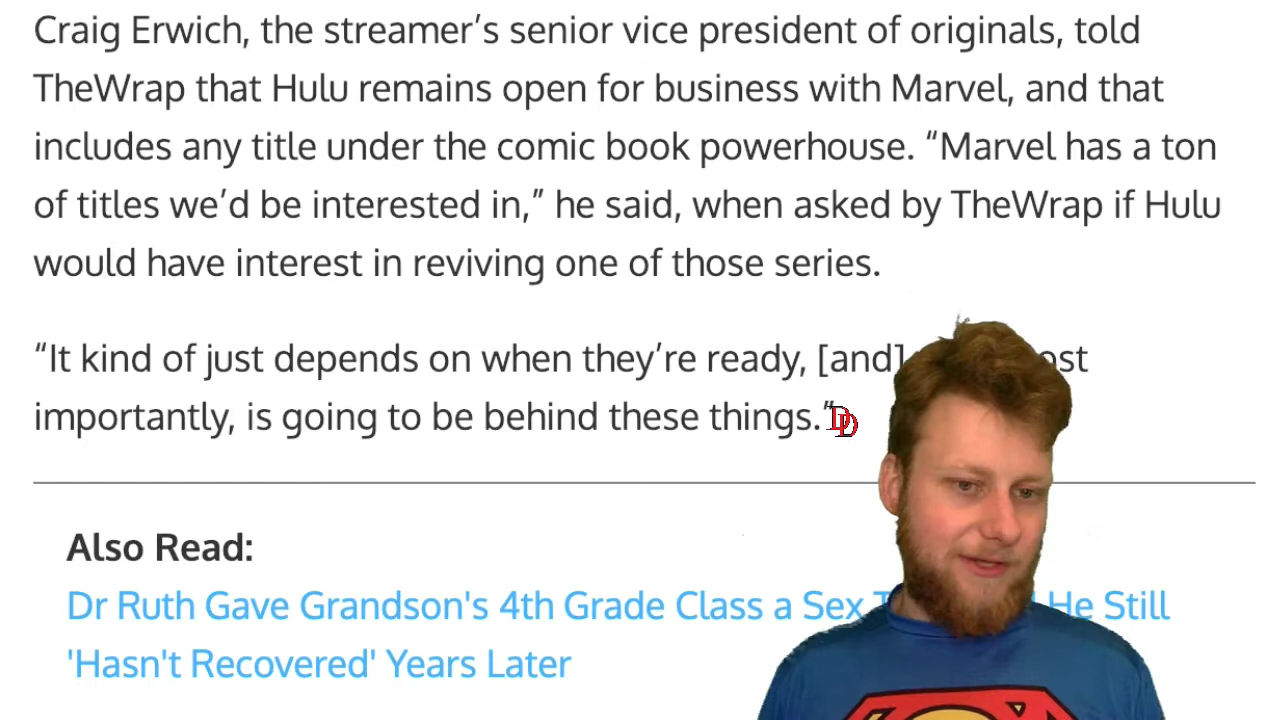 Craig Erwich, the streamer’s senior vice president of originals, told
TheWrap that Hulu remains open for business with Marvel, and that
includes any title under the comic book powerhouse. “Marvel has a ton
of titles we’d be interested in,” he said, when asked by TheWrap if Hulu
would have interest in reviving one of those series.
“It kind of just depends on when they’re ready, [and]
importantly, is going to be behind these things.” DD
Also Read:
Dr Ruth Gave Grandson's 4th Grade Class a Sex He Still
'Hasn't Recovered' Years Later